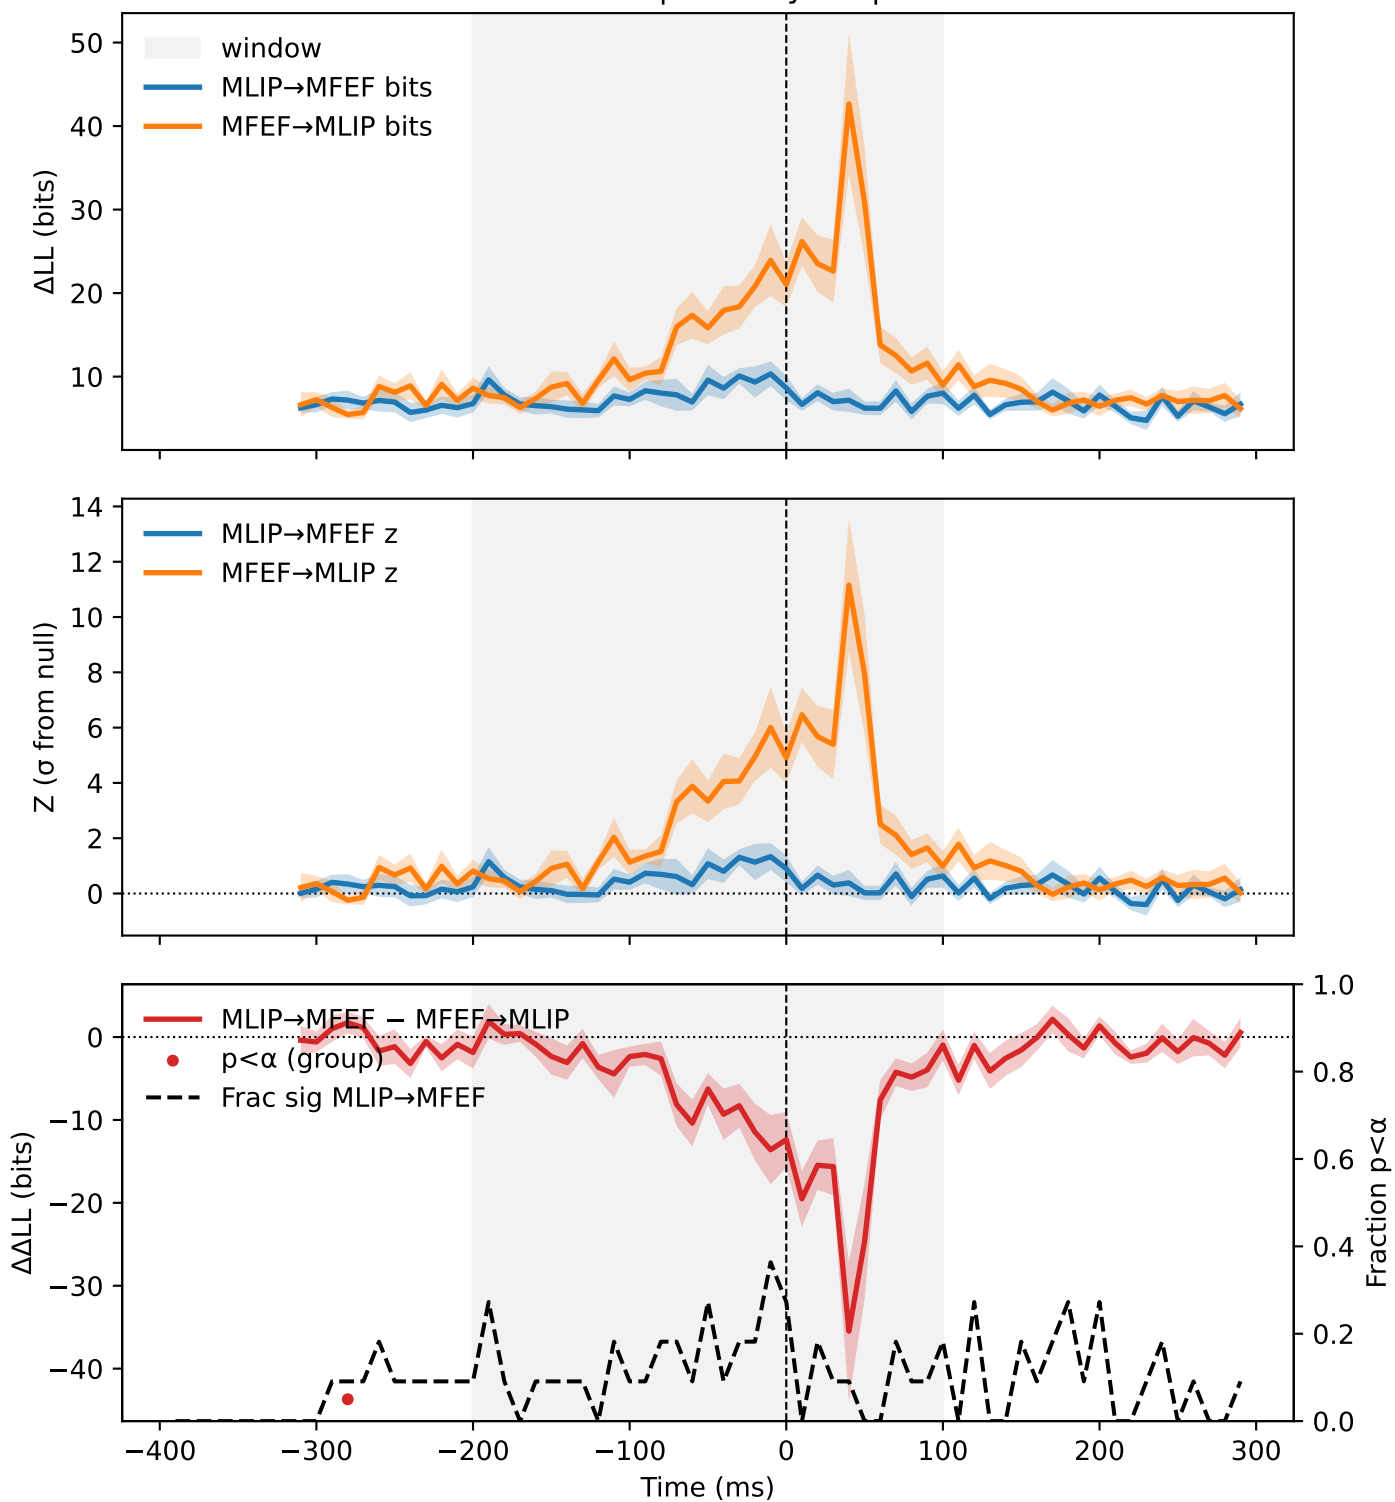 50
40
30
20
10
ΔLL (bits)
window
MLIP→MFEF bits
MFEF→MLIP bits
14
12
10
8
6
4
2
0
Z (σ from null)
MLIP→MFEF z
MFEF→MLIP z
0
−10
−20
−30
−40
ΔΔLL (bits)
MLIP→MFEF − MFEF→MLIP
p<α (group)
Frac sig MLIP→MFEF
1.0
0.8
0.6
0.4
0.2
0.0
Fraction p<α
−400 −300 −200 −100 0 100 200 300
Time (ms)